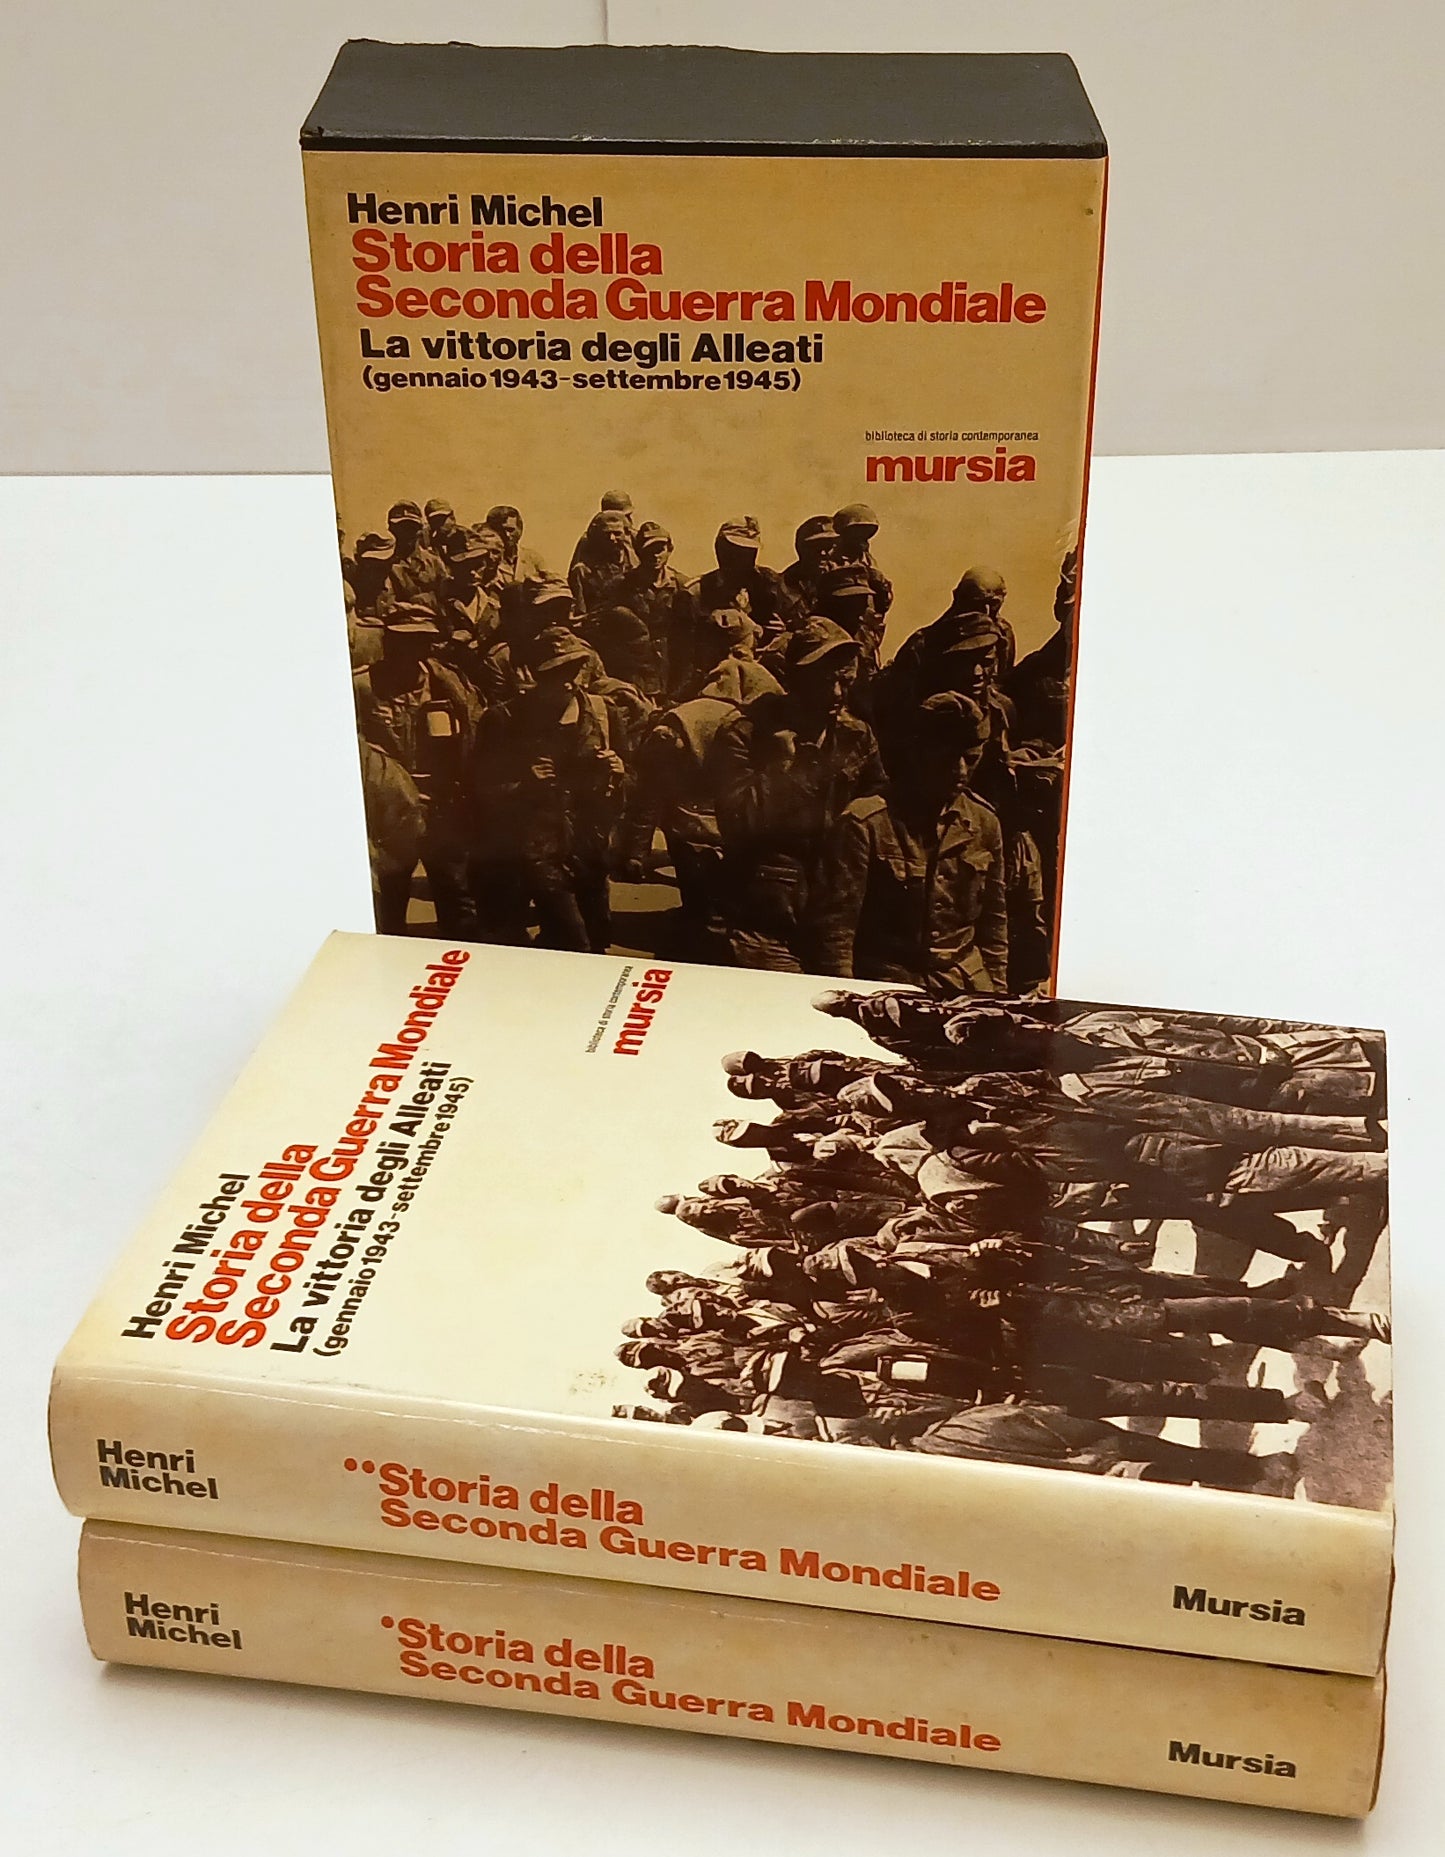 Henri Michel
Storia della
Seconda Guerra Mondiale
La vittoria degli Alleati
(gennaio 1943-settembre 1945)
biblioteca di storia contemporanea
mursia
Henri Michel
Storia della
Seconda Guerra Mondiale
La vittoria degli Alleati
(gennaio 1943-settembre 1945)
biblioteca di storia contemporanea
mursia
Henri
Michel
••Storia della
Seconda Guerra Mondiale
Mursia
Henri
Michel
•Storia della
Seconda Guerra Mondiale
Mursia